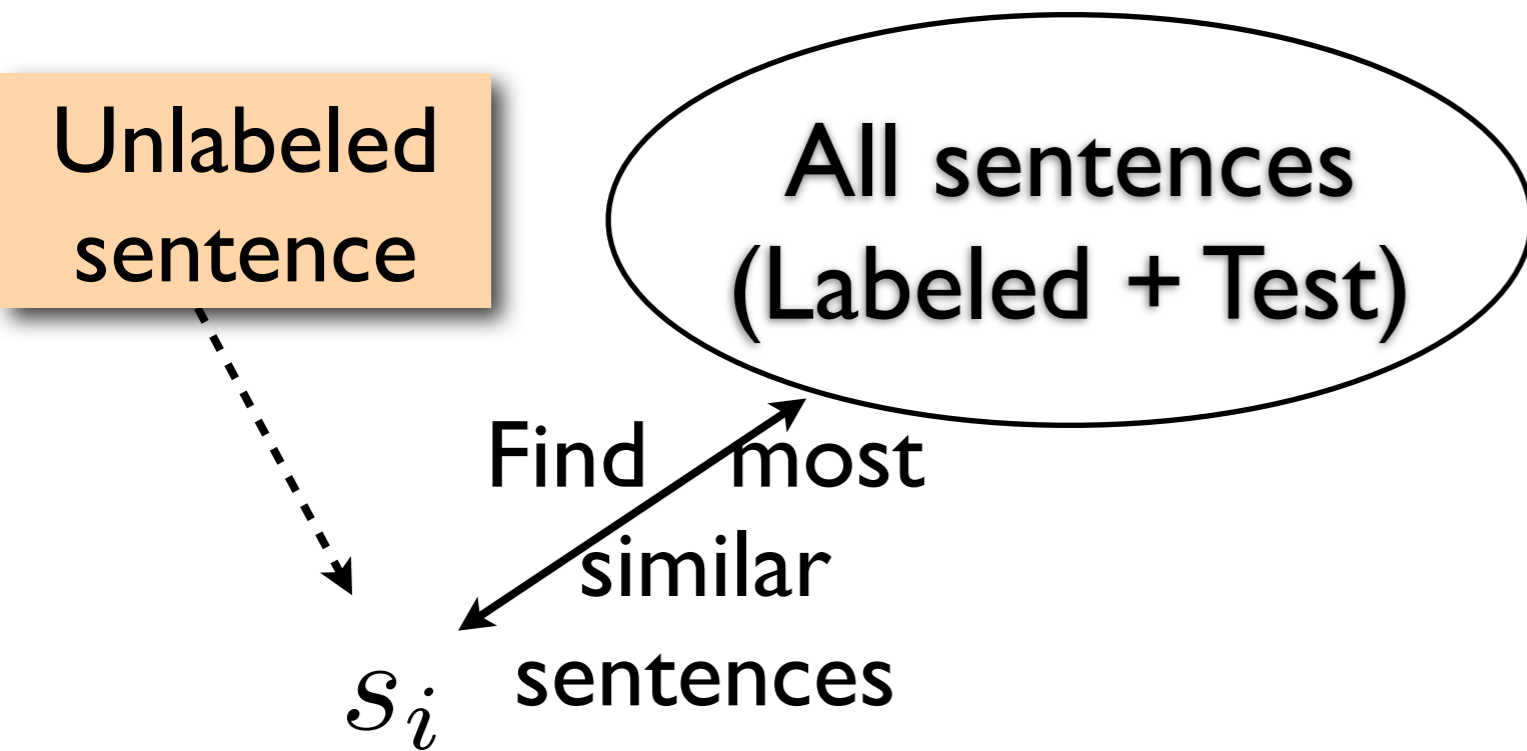 Unlabeled
sentence
All sentences
(Labeled + Test)
Find most
similar
sentences
s_i